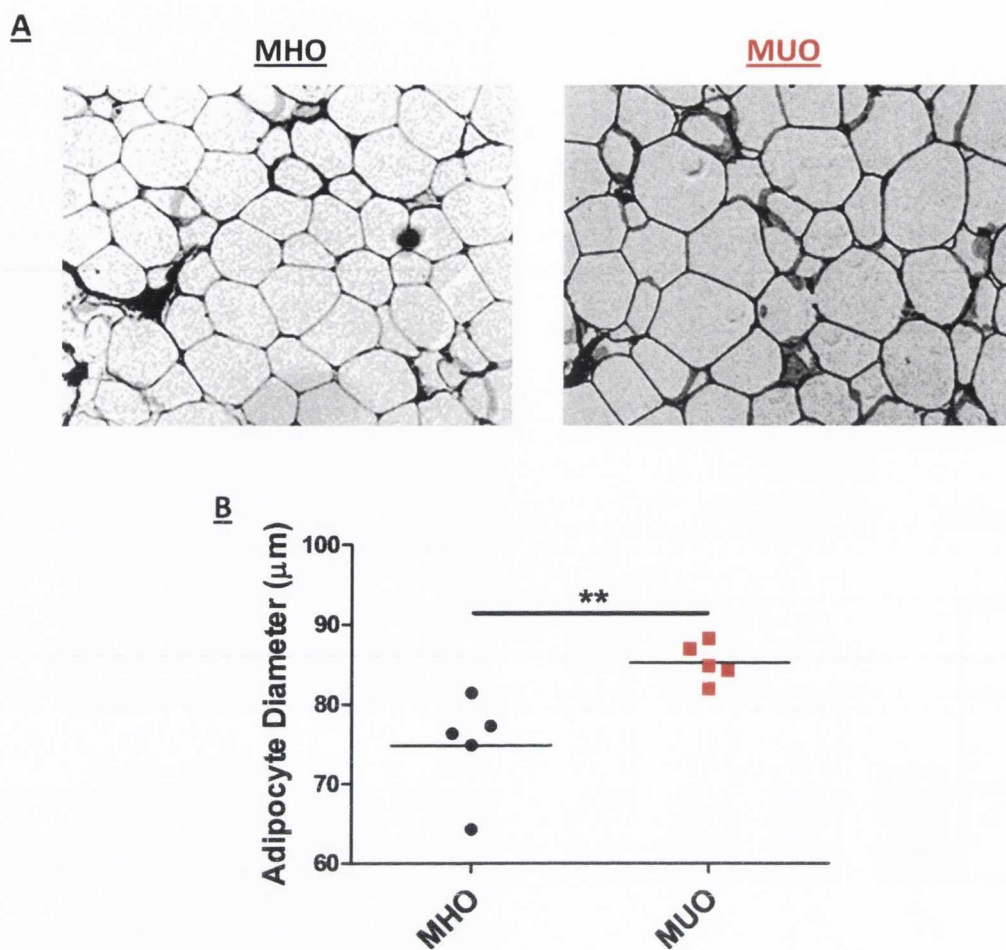 A
MHO
MUO
B
Adipocyte Diameter (μm)
100
90
80
70
60
**
MHO
MUO